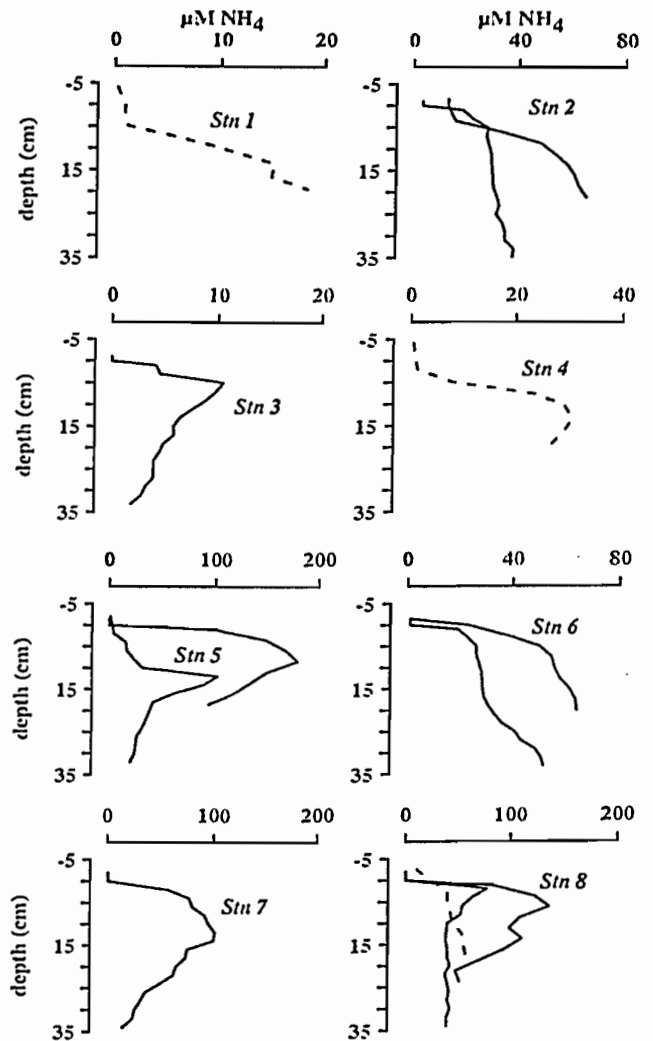 µM NH4 µM NH4
0 10 20 0 40 80
-5 -5
Stn 1 Stn 2
depth (cm)
15 15
35 35
0 10 20 0 20 40
-5 -5
Stn 3 Stn 4
depth (cm)
15 15
35 35
0 100 200 0 40 80
-5 -5
Stn 5 Stn 6
depth (cm)
15 15
35 35
0 100 200 0 100 200
-5 -5
Stn 7 Stn 8
depth (cm)
15 15
35 35